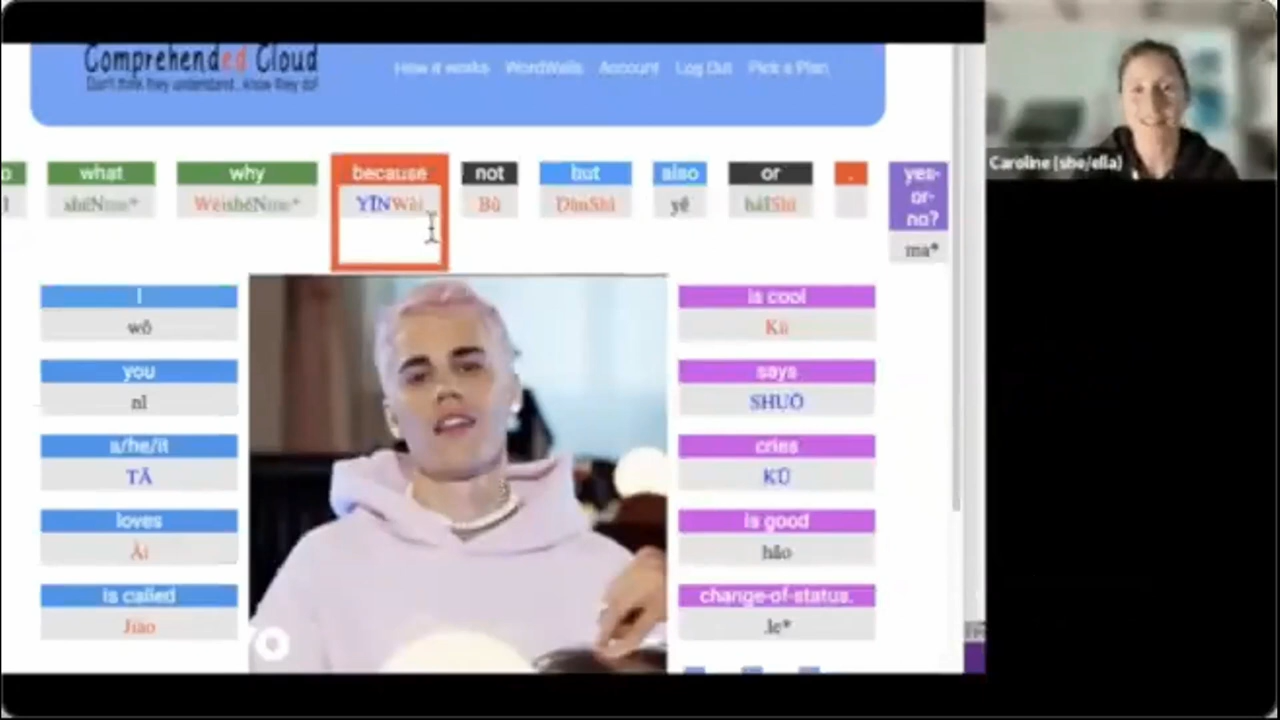 Comprehended Cloud
Don't think they understand...know they do!
How it works WordWalls Account Log Out Pick a Plan
Caroline (she/ella)
what why because not but also or . yes-or-no?
shéNme* WèishéNme* YĪNWèi Bù DànShì yě háiShì ma*
I
wǒ
you
nǐ
s/he/it
TĀ
loves
Ài
is called
Jiào
is cool
Kù
says
SHUŌ
cries
KŪ
is good
hǎo
change-of-status.
.le*